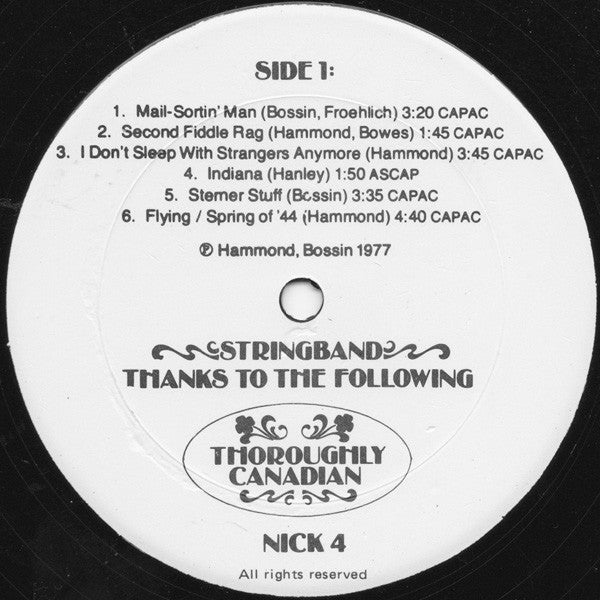 SIDE 1:
1. Mail-Sortin' Man (Bossin, Froehlich) 3:20 CAPAC
2. Second Fiddle Rag (Hammond, Bowes) 1:45 CAPAC
3. I Don't Sleep With Strangers Anymore (Hammond) 3:45 CAPAC
4. Indiana (Hanley) 1:50 ASCAP
5. Sterner Stuff (Bossin) 3:35 CAPAC
6. Flying / Spring of '44 (Hammond) 4:40 CAPAC
℗ Hammond, Bossin 1977
STRINGBAND
THANKS TO THE FOLLOWING
THOROUGHLY
CANADIAN
NICK 4
All rights reserved